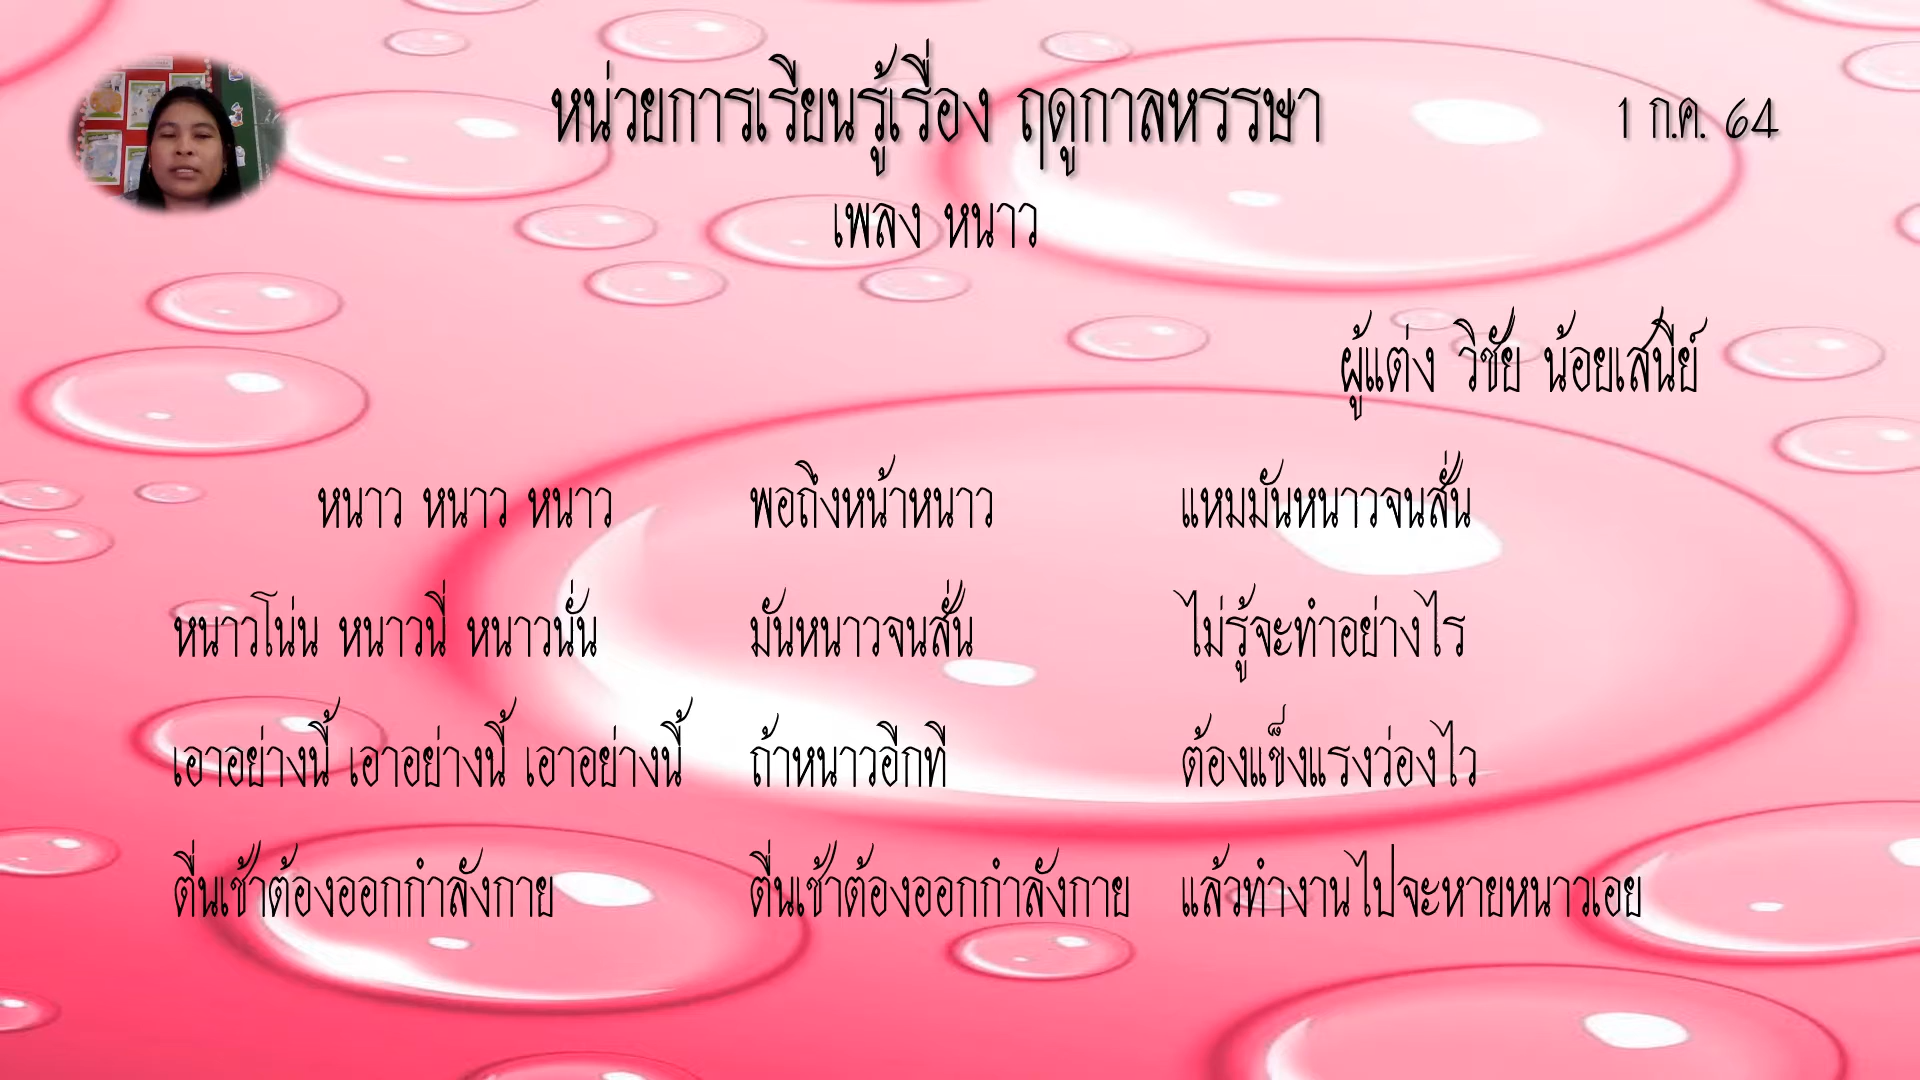 หน่วยการเรียนรู้เรื่อง ฤดูกาลหรรษา 1 ก.ค. 64
เพลง หนาว
ผู้แต่ง วิชัย น้อยเสนีย์
หนาว หนาว หนาว พอถึงหน้าหนาว แหมมันหนาวจนสั่น
หนาวโน่น หนาวนี่ หนาวนั่น มันหนาวจนสั่น ไม่รู้จะทำอย่างไร
เอาอย่างนี้ เอาอย่างนี้ เอาอย่างนี้ ถ้าหนาวอีกที ต้องแข็งแรงว่องไว
ตื่นเช้าต้องออกกำลังกาย ตื่นเช้าต้องออกกำลังกาย แล้วทำงานไปจะหายหนาวเอย